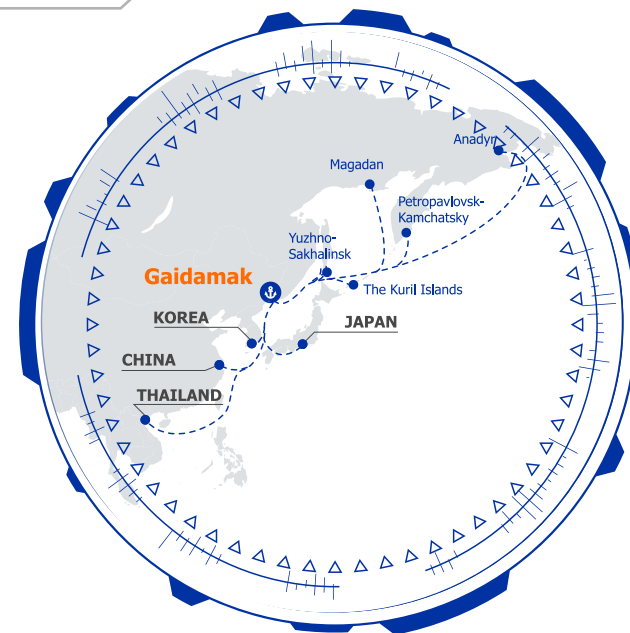 Anadyr
Magadan
Petropavlovsk-
Kamchatsky
Yuzhno-
Sakhalinsk
Gaidamak
The Kuril Islands
KOREA
JAPAN
CHINA
THAILAND